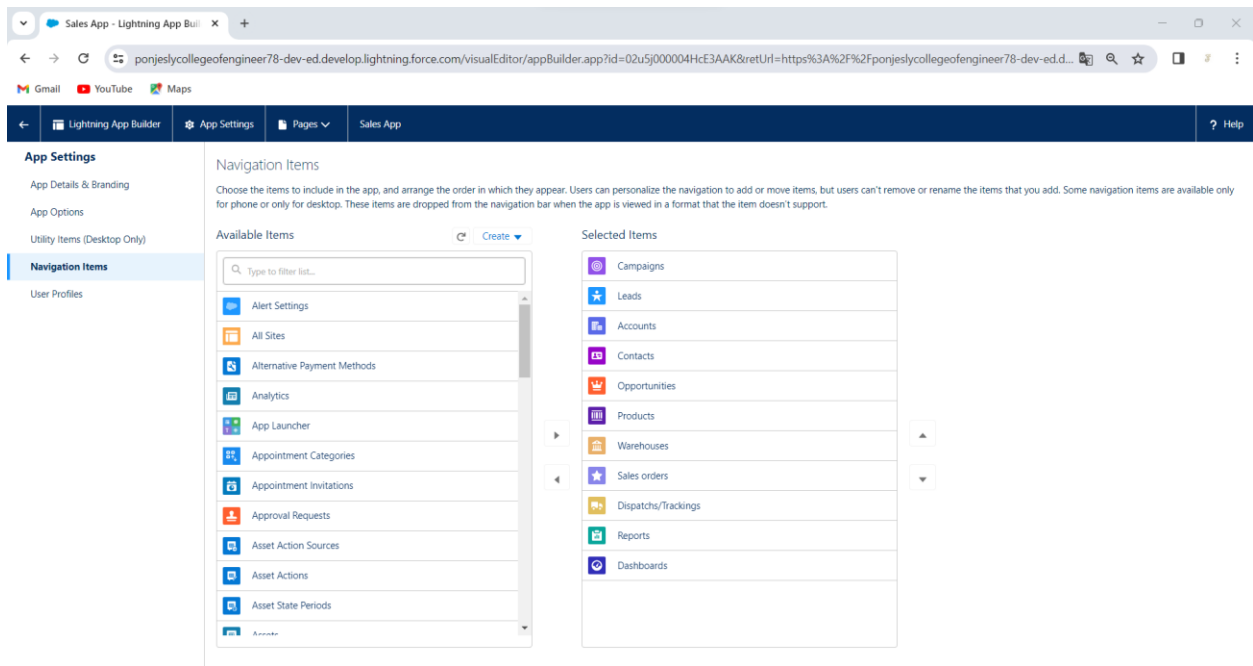 Sales App - Lightning App Buil
ponjeslycollegeofengineer78-dev-ed.develop.lightning.force.com/visualEditor/appBuilder.app?id=02u5j000004HcE3AAK&retUrl=https%3A%2F%2Fponjeslycollegeofengineer78-dev-ed.d...
Gmail YouTube Maps
Lightning App Builder App Settings Pages Sales App ? Help
App Settings
App Details & Branding
App Options
Utility Items (Desktop Only)
Navigation Items
User Profiles
Navigation Items
Choose the items to include in the app, and arrange the order in which they appear. Users can personalize the navigation to add or move items, but users can't remove or rename the items that you add. Some navigation items are available only
for phone or only for desktop. These items are dropped from the navigation bar when the app is viewed in a format that the item doesn't support.
Available Items
Create
Type to filter list...
Alert Settings
All Sites
Alternative Payment Methods
Analytics
App Launcher
Appointment Categories
Appointment Invitations
Approval Requests
Asset Action Sources
Asset Actions
Asset State Periods
Assets
Selected Items
Campaigns
Leads
Accounts
Contacts
Opportunities
Products
Warehouses
Sales orders
Dispatchs/Trackings
Reports
Dashboards